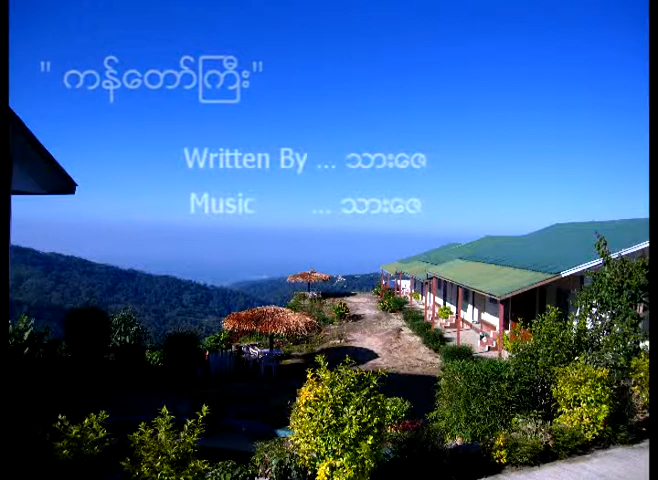 " ကန်တော်ကြီး"
Written By ... သားဇေ
Music ... သားဇေ